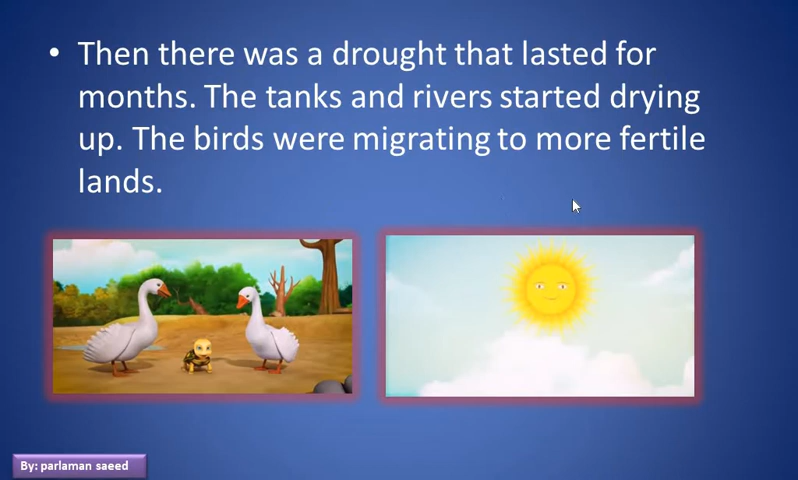 • Then there was a drought that lasted for
months. The tanks and rivers started drying
up. The birds were migrating to more fertile
lands.
By: parlaman saeed